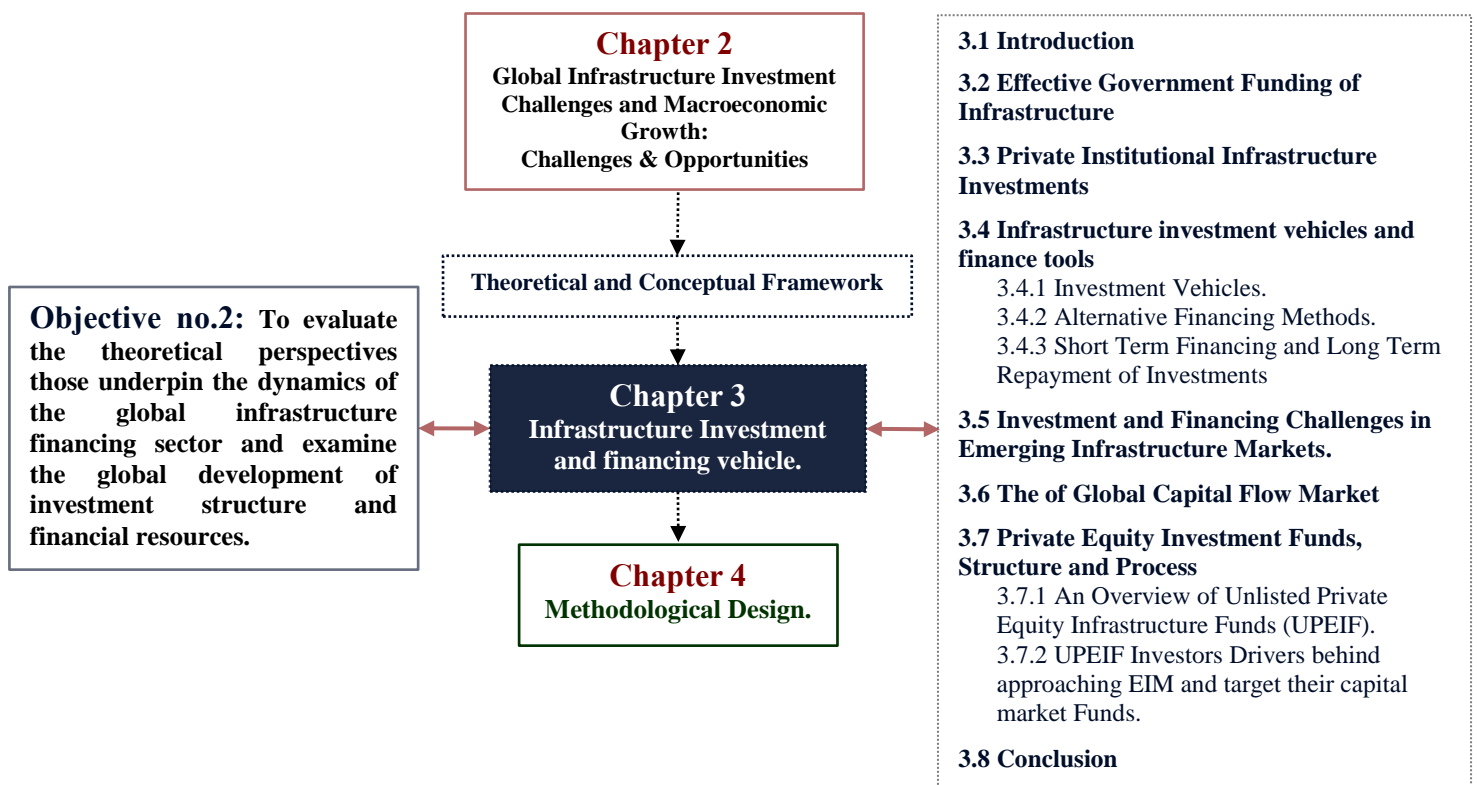 Chapter 2
Global Infrastructure Investment
Challenges and Macroeconomic
Growth:
Challenges & Opportunities
Theoretical and Conceptual Framework
Objective no.2: To evaluate
the theoretical perspectives
those underpin the dynamics of
the global infrastructure
financing sector and examine
the global development of
investment structure and
financial resources.
Chapter 3
Infrastructure Investment
and financing vehicle.
Chapter 4
Methodological Design.
3.1 Introduction
3.2 Effective Government Funding of
Infrastructure
3.3 Private Institutional Infrastructure
Investments
3.4 Infrastructure investment vehicles and
finance tools
3.4.1 Investment Vehicles.
3.4.2 Alternative Financing Methods.
3.4.3 Short Term Financing and Long Term
Repayment of Investments
3.5 Investment and Financing Challenges in
Emerging Infrastructure Markets.
3.6 The of Global Capital Flow Market
3.7 Private Equity Investment Funds,
Structure and Process
3.7.1 An Overview of Unlisted Private
Equity Infrastructure Funds (UPEIF).
3.7.2 UPEIF Investors Drivers behind
approaching EIM and target their capital
market Funds.
3.8 Conclusion